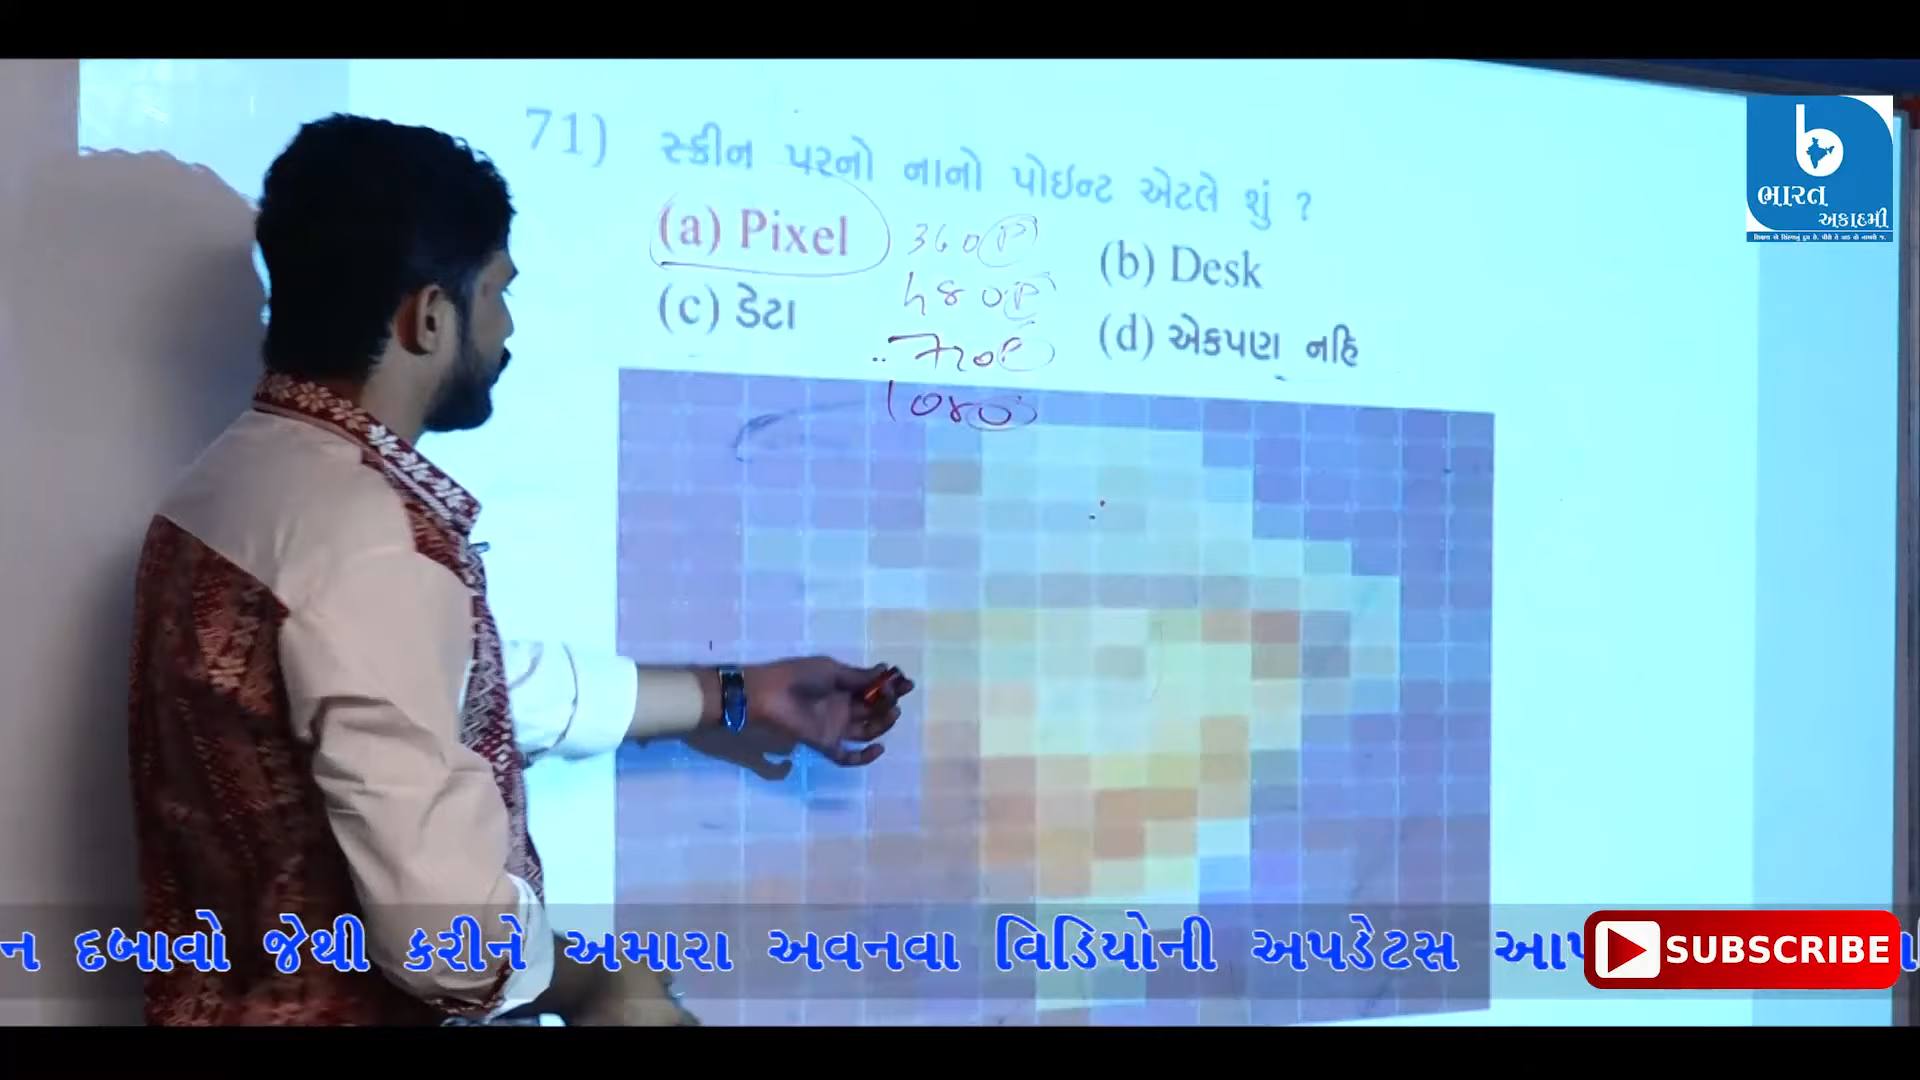 71) સ્ક્રીન પરનો નાનો પોઇન્ટ એટલે શું ?
(a) Pixel
(b) Desk
(c) ડેટા
(d) એકપણ નહિ
360P
480P
720P
1080
b
ભારત
અકાદમી
ન દબાવો જેથી કરીને અમારા અવનવા વિડિયોની અપડેટસ આપ
SUBSCRIBE